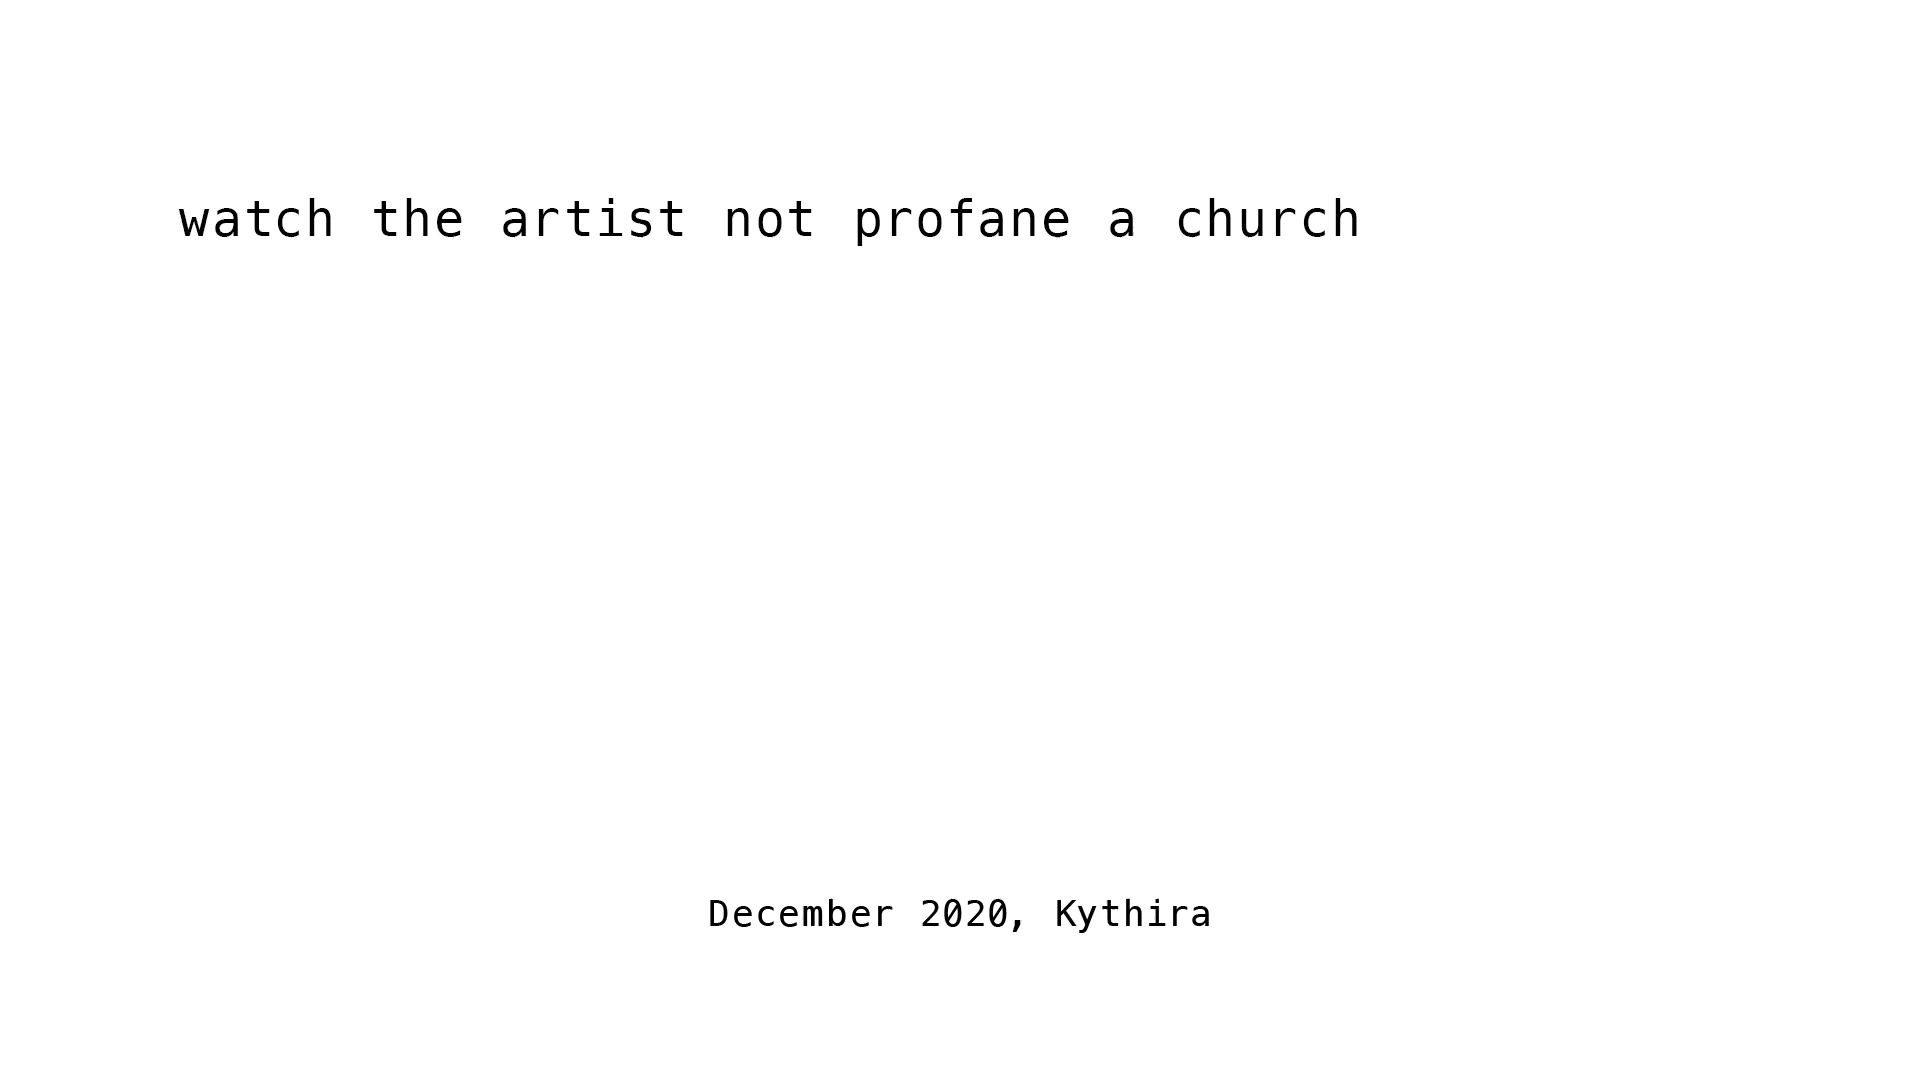 watch the artist not profane a church
December 2020, Kythira